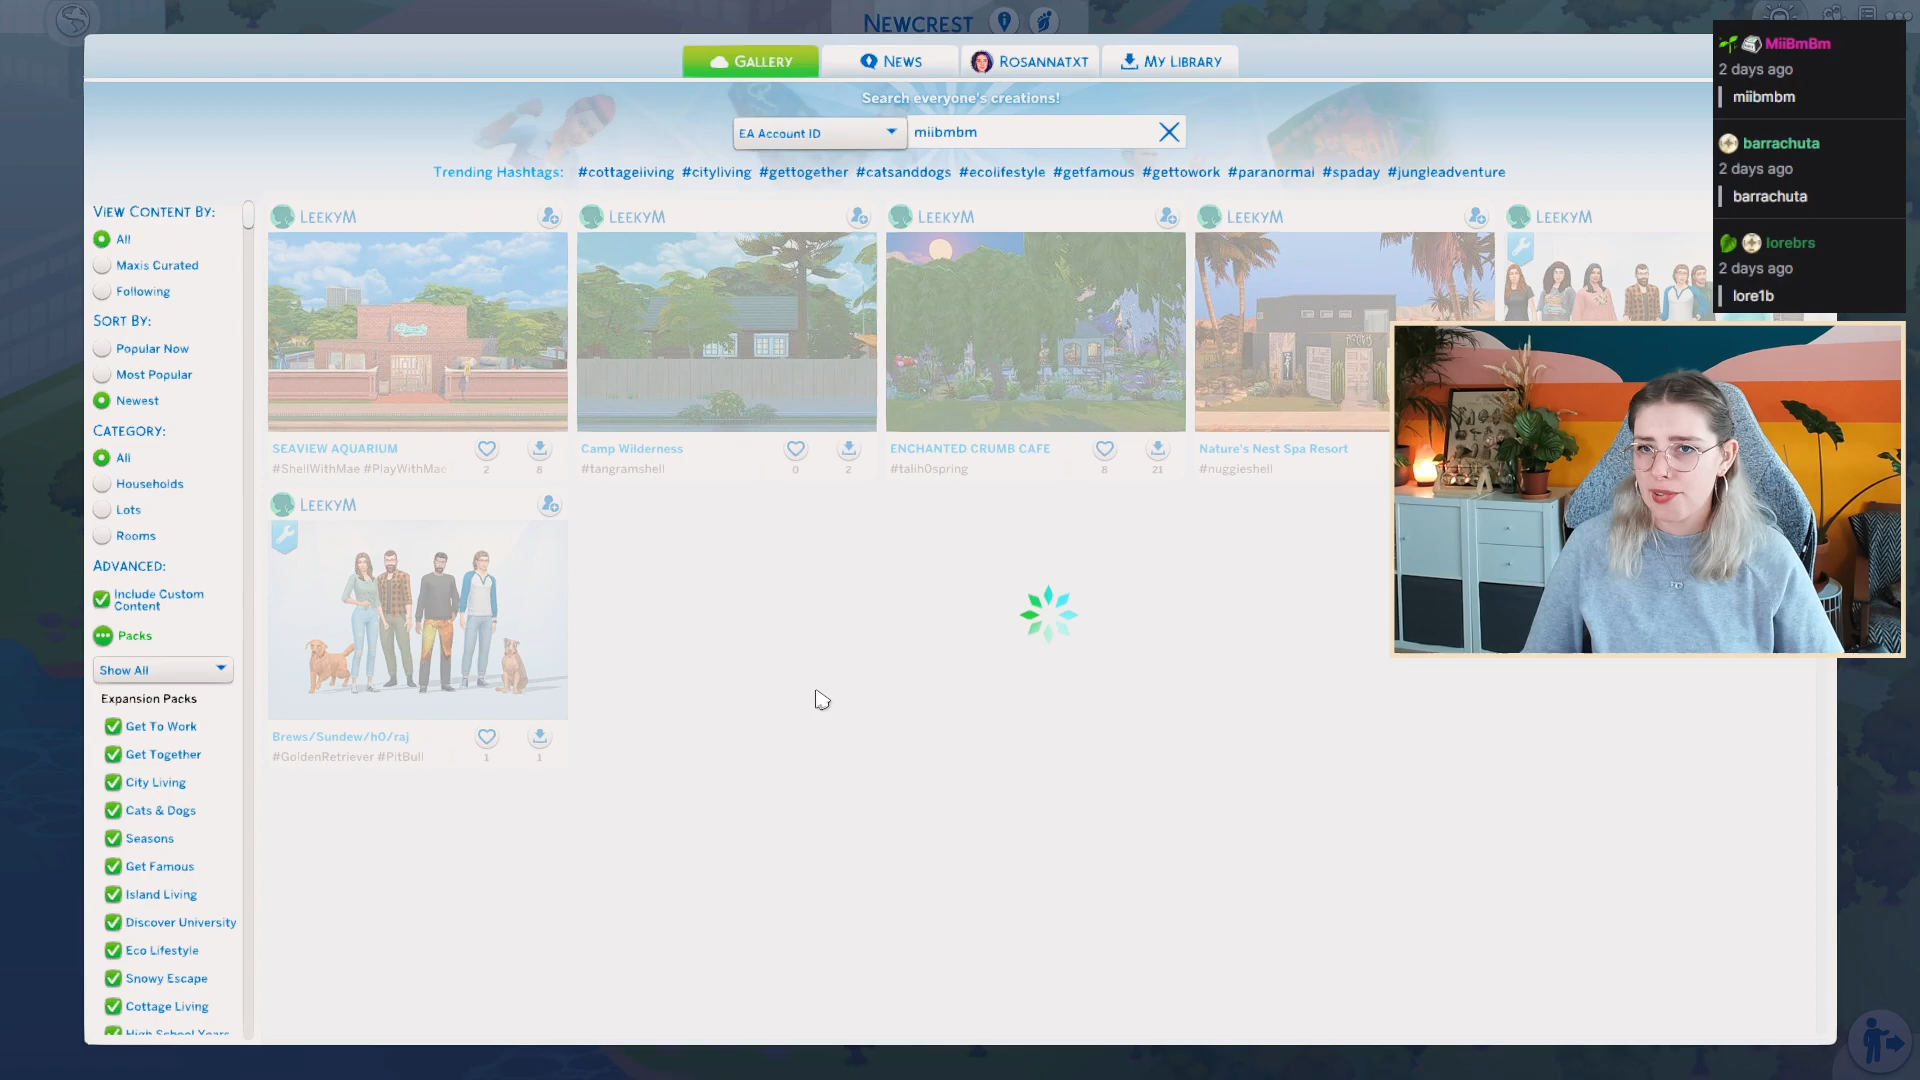 NEWCREST
GALLERY
NEWS
ROSANNATXT
MY LIBRARY
Search everyone's creations!
EA Account ID
miibmbm
Trending Hashtags: #cottageliving #cityliving #gettogether #catsanddogs #ecolifestyle #getfamous #gettowork #paranormal #spaday #jungleadventure
VIEW CONTENT BY:
All
Maxis Curated
Following
SORT BY:
Popular Now
Most Popular
Newest
CATEGORY:
All
Households
Lots
Rooms
ADVANCED:
Include Custom
Content
Packs
Show All
Expansion Packs
Get To Work
Get Together
City Living
Cats & Dogs
Seasons
Get Famous
Island Living
Discover University
Eco Lifestyle
Snowy Escape
Cottage Living
High School Years
LEEKYM
SEAVIEW AQUARIUM
#ShellWithMae #PlayWithMae
2
8
LEEKYM
Camp Wilderness
#tangramshell
0
2
LEEKYM
ENCHANTED CRUMB CAFE
#talih0spring
8
21
LEEKYM
Nature's Nest Spa Resort
#nuggieshell
LEEKYM
LEEKYM
Brews/Sundew/h0/raj
#GoldenRetriever #PitBull
1
1
MiiBmBm
2 days ago
miibmbm
barrachuta
2 days ago
barrachuta
lorebrs
2 days ago
lore1b